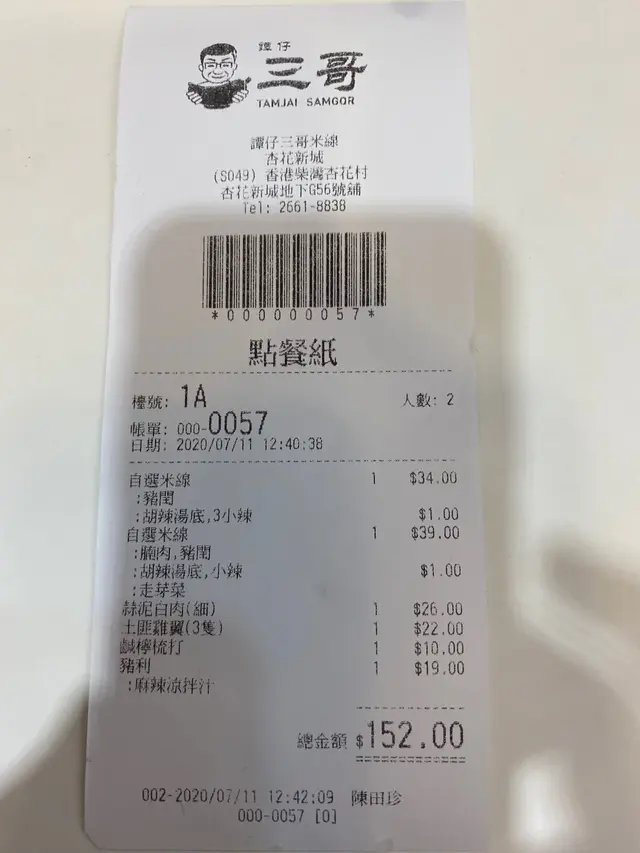 譚仔
三哥
TAMJAI SAMGOR
譚仔三哥米線
杏花新城
(S049) 香港柴灣杏花村
杏花新城地下G56號舖
Tel: 2661-8838
*000000057*
點餐紙
檯號: 1A 人數: 2
帳單: 000-0057
日期: 2020/07/11 12:40:38
自選米線 1 $34.00
:豬膶
:胡辣湯底,3小辣 $1.00
自選米線 1 $39.00
:腩肉,豬膶
:胡辣湯底,小辣 $1.00
:走芽菜
蒜泥白肉(細) 1 $26.00
土匪雞翼(3隻) 1 $22.00
鹹檸梳打 1 $10.00
豬利 1 $19.00
:麻辣涼拌汁
總金額 $152.00
002-2020/07/11 12:42:09 陳田珍
000-0057 [0]